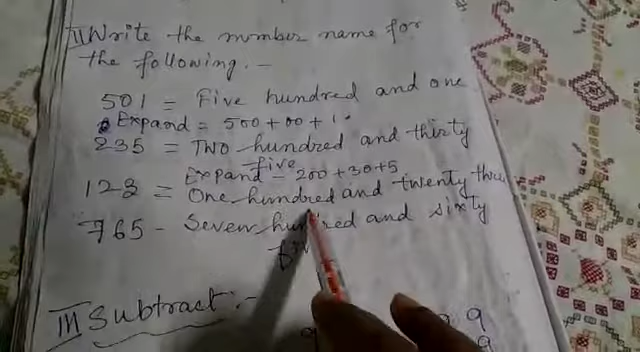 II Write the number name for
the following. -
501 = Five hundred and one
Expand = 500+00+1.
235 = Two hundred and thirty
five
Expand = 200+30+5
123 = One hundred and twenty three
765 - Seven hundred and sixty
III Subtract :-
9 9